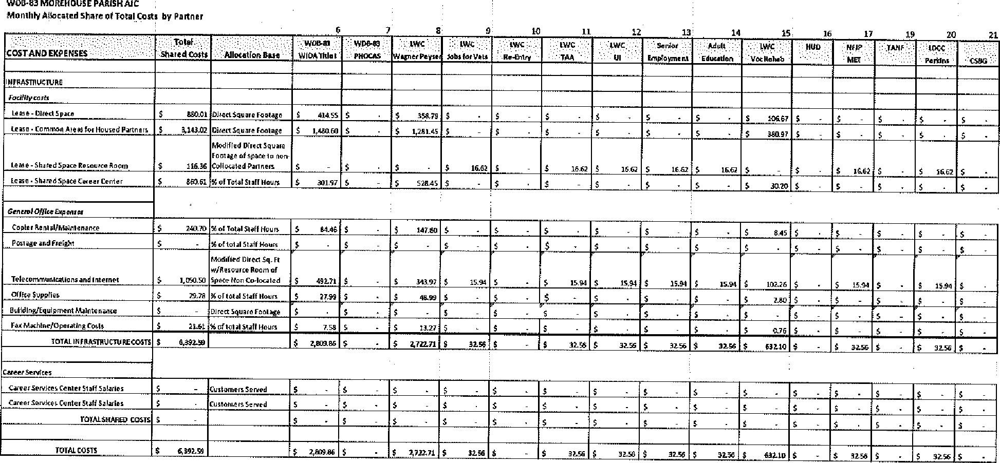 WDB-83 MOREHOUSE PARISH AJC
Monthly Allocated Share of Total Costs by Partner
6 7 8 9 10 11 12 13 14 15 16 17 19 20 21
COST AND EXPENSES Total Shared Costs Allocation Base WDB-83 WIOA Title I WDB-83 PHOCAS LWC Wagner Peyser LWC Jobs for Vets LWC Re-Entry LWC TAA LWC UI Senior Employment Adult Education LWC Voc Rehab HUD NFJP MET TANF LDCC Perkins CSBG
INFRASTRUCTURE
Facility costs
Lease - Direct Space $ 880.01 Direct Square Footage $ 414.55 $ - $ 358.79 $ - $ - $ - $ - $ - $ - $ 106.67 $ - $ - $ - $ - $ -
Lease - Common Areas for Housed Partners $ 3,143.02 Direct Square Footage $ 1,480.60 $ - $ 1,281.45 $ - $ - $ - $ - $ - $ - $ 380.97 $ - $ - $ - $ - $ -
Modified Direct Square
Footage of space to non-
Lease - Shared Space Resource Room $ 116.36 Collocated Partners $ - $ - $ - $ 16.62 $ - $ 16.62 $ 16.62 $ 16.62 $ 16.62 $ - $ - $ 16.62 $ - $ 16.62 $ -
Lease - Shared Space Career Center $ 860.61 % of Total Staff Hours $ 301.97 $ - $ 528.45 $ - $ - $ - $ - $ - $ - $ 30.20 $ - $ - $ - $ - $ -
General Office Expenses
Copier Rental/Maintenance $ 240.70 % of Total Staff Hours $ 84.46 $ - $ 147.80 $ - $ - $ - $ - $ - $ - $ 8.45 $ - $ - $ - $ - $ -
Postage and Freight $ - % of total Staff Hours $ - $ - $ - $ - $ - $ - $ - $ - $ - $ - $ - $ - $ - $ - $ -
Modified Direct Sq. Ft
w/Resource Room of
Telecommunications and Internet $ 1,050.50 Space Non Co-located $ 492.71 $ - $ 343.97 $ 15.94 $ - $ 15.94 $ 15.94 $ 15.94 $ 15.94 $ 102.26 $ - $ 15.94 $ - $ 15.94 $ -
Office Supplies $ 79.78 % of total Staff Hours $ 27.99 $ - $ 48.99 $ - $ - $ - $ - $ - $ - $ 2.80 $ - $ - $ - $ - $ -
Building/Equipment Maintenance $ - Direct Square Footage $ - $ - $ - $ - $ - $ - $ - $ - $ - $ - $ - $ - $ - $ - $ -
Fax Machine/Operating Costs $ 21.61 % of total Staff Hours $ 7.58 $ - $ 13.27 $ - $ - $ - $ - $ - $ - $ 0.76 $ - $ - $ - $ - $ -
TOTAL INFRASTRUCTURE COSTS $ 6,392.59 $ 2,809.86 $ - $ 2,722.71 $ 32.56 $ - $ 32.56 $ 32.56 $ 32.56 $ 32.56 $ 632.10 $ - $ 32.56 $ - $ 32.56 $ -
Career Services
Career Services Center Staff Salaries $ - Customers Served $ - $ - $ - $ - $ - $ - $ - $ - $ - $ - $ - $ - $ - $ - $ -
Career Services Center Staff Salaries $ - Customers Served $ - $ - $ - $ - $ - $ - $ - $ - $ - $ - $ - $ - $ - $ - $ -
TOTAL SHARED COSTS $ - $ - $ - $ - $ - $ - $ - $ - $ - $ - $ - $ - $ - $ - $ - $ -
TOTAL COSTS $ 6,392.59 $ 2,809.86 $ - $ 2,722.71 $ 32.56 $ - $ 32.56 $ 32.56 $ 32.56 $ 32.56 $ 632.10 $ - $ 32.56 $ - $ 32.56 $ -